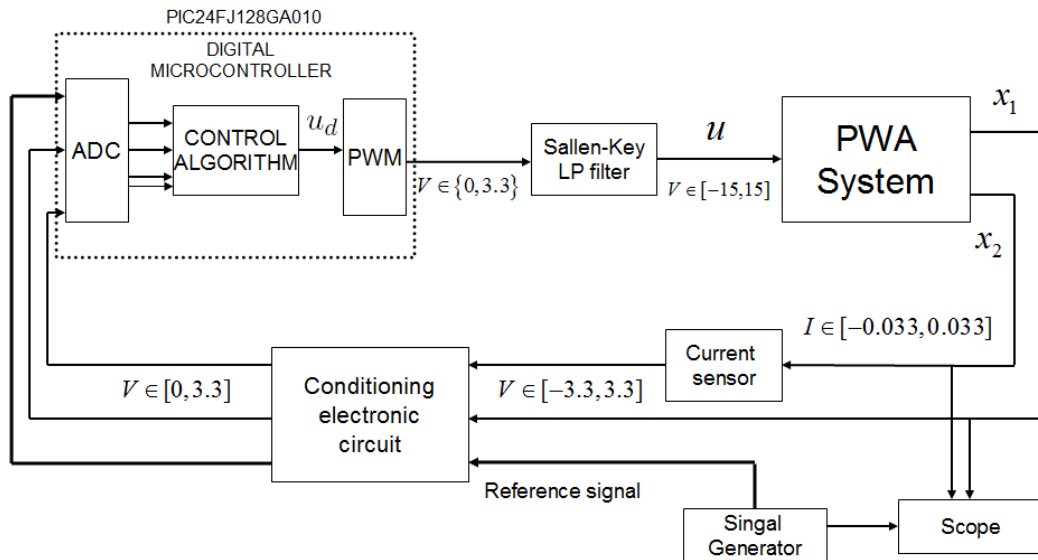 PIC24FJ128GA010
DIGITAL
MICROCONTROLLER
ADC
CONTROL
ALGORITHM
u_d
PWM
V ∈ {0, 3.3}
Sallen-Key
LP filter
u
V ∈ [−15,15]
PWA
System
x₁
x₂
I ∈ [−0.033, 0.033]
Current
sensor
V ∈ [−3.3, 3.3]
Conditioning
electronic
circuit
V ∈ [0, 3.3]
Reference signal
Singal
Generator
Scope